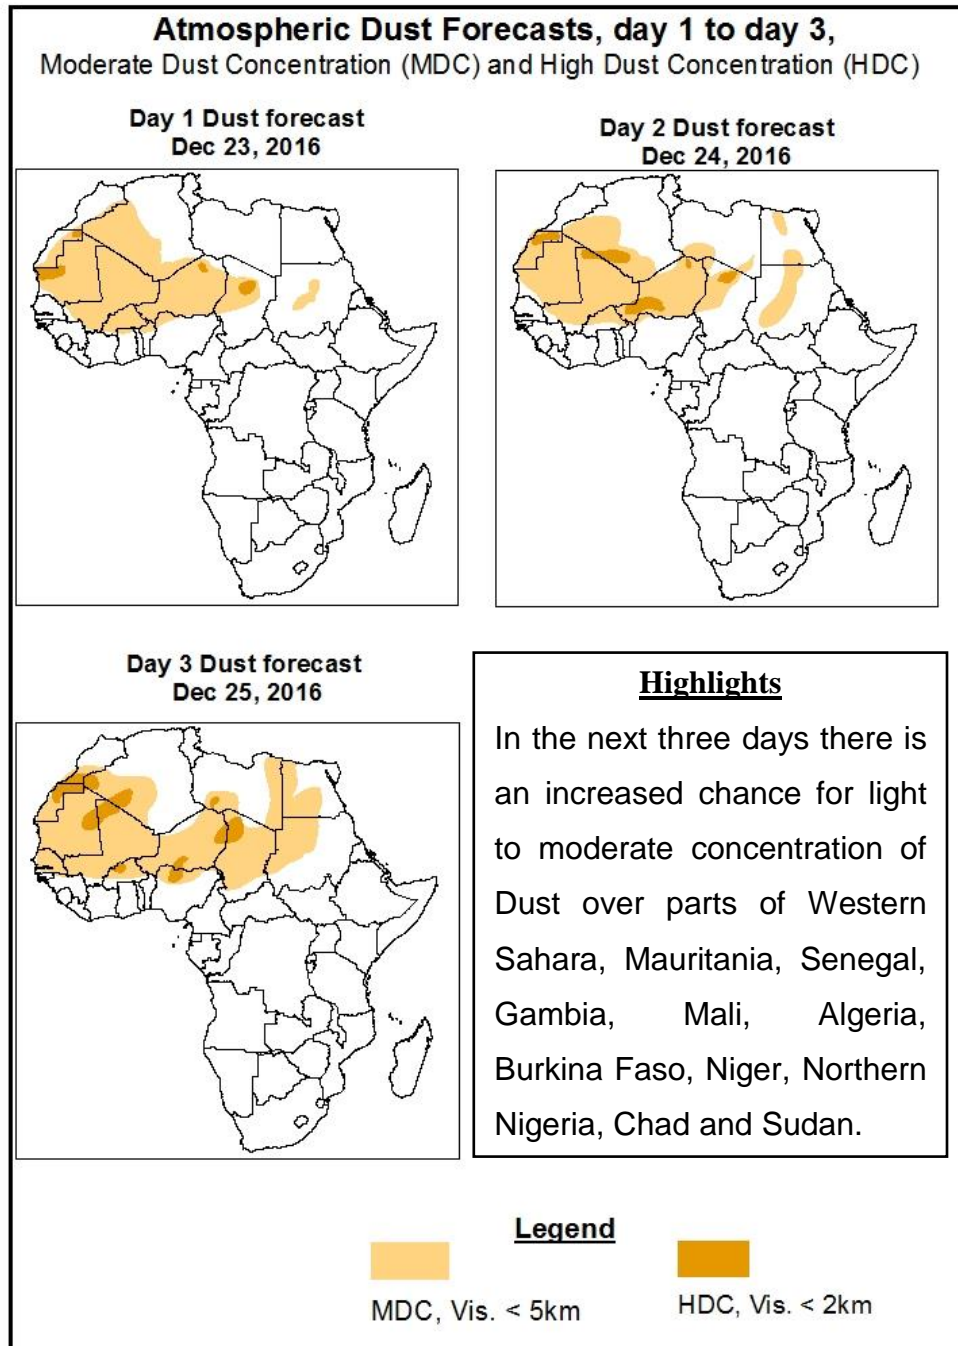 Atmospheric Dust Forecasts, day 1 to day 3,
Moderate Dust Concentration (MDC) and High Dust Concentration (HDC)
Day 1 Dust forecast
Dec 23, 2016
Day 2 Dust forecast
Dec 24, 2016
Day 3 Dust forecast
Dec 25, 2016
Highlights
In the next three days there is
an increased chance for light
to moderate concentration of
Dust over parts of Western
Sahara, Mauritania, Senegal,
Gambia, Mali, Algeria,
Burkina Faso, Niger, Northern
Nigeria, Chad and Sudan.
Legend
MDC, Vis. < 5km
HDC, Vis. < 2km